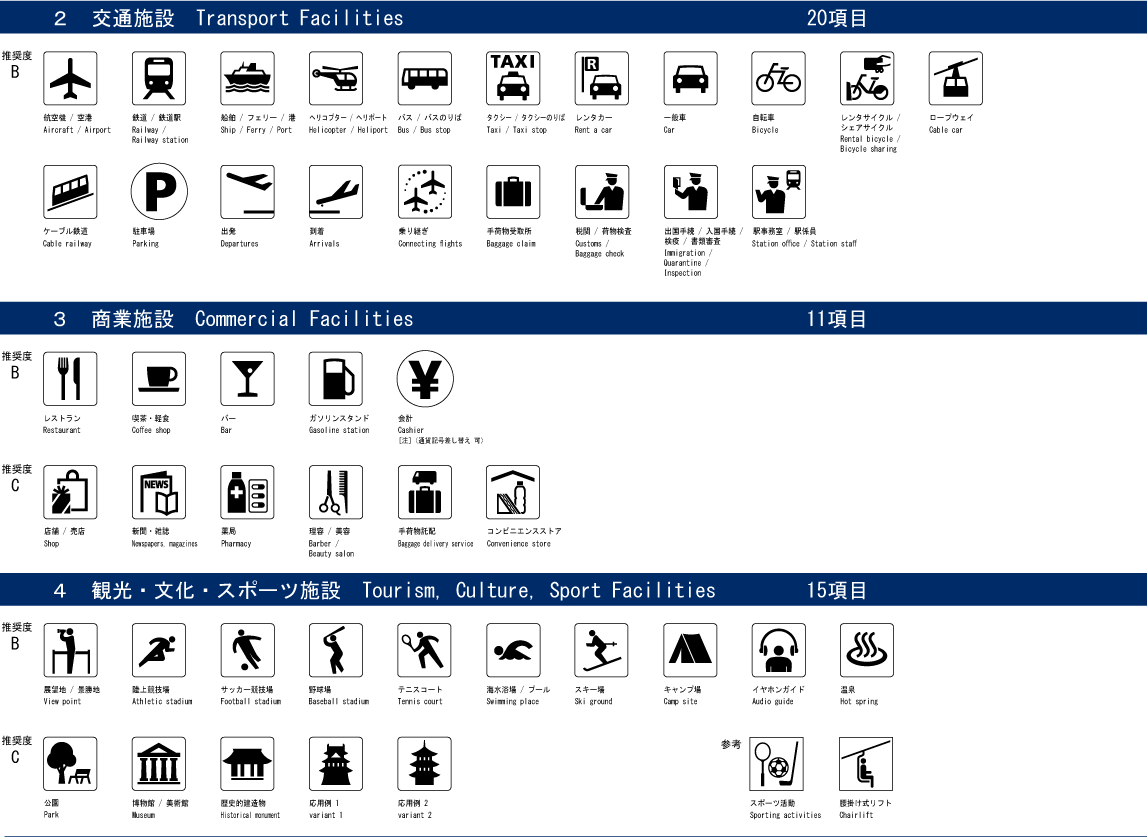 2 交通施設 Transport Facilities 20項目
推奨度
B
TAXI
R
航空機 / 空港
Aircraft / Airport
鉄道 / 鉄道駅
Railway /
Railway station
船舶 / フェリー / 港
Ship / Ferry / Port
ヘリコプター / ヘリポート
Helicopter / Heliport
バス / バスのりば
Bus / Bus stop
タクシー / タクシーのりば
Taxi / Taxi stop
レンタカー
Rent a car
一般車
Car
自転車
Bicycle
レンタサイクル /
シェアサイクル
Rental bicycle /
Bicycle sharing
ロープウェイ
Cable car
P
ケーブル鉄道
Cable railway
駐車場
Parking
出発
Departures
到着
Arrivals
乗り継ぎ
Connecting flights
手荷物受取所
Baggage claim
税関 / 荷物検査
Customs /
Baggage check
出国手続 / 入国手続 /
検疫 / 書類審査
Immigration /
Quarantine /
Inspection
駅事務室 / 駅係員
Station office / Station staff
3 商業施設 Commercial Facilities 11項目
推奨度
B
¥
レストラン
Restaurant
喫茶・軽食
Coffee shop
バー
Bar
ガソリンスタンド
Gasoline station
会計
Cashier
[注] (通貨記号差し替え 可)
推奨度
C
NEWS
店舗 / 売店
Shop
新聞・雑誌
Newspapers, magazines
薬局
Pharmacy
理容 / 美容
Barber /
Beauty salon
手荷物託配
Baggage delivery service
コンビニエンスストア
Convenience store
4 観光・文化・スポーツ施設 Tourism, Culture, Sport Facilities 15項目
推奨度
B
展望地 / 景勝地
View point
陸上競技場
Athletic stadium
サッカー競技場
Football stadium
野球場
Baseball stadium
テニスコート
Tennis court
海水浴場 / プール
Swimming place
スキー場
Ski ground
キャンプ場
Camp site
イヤホンガイド
Audio guide
温泉
Hot spring
推奨度
C
公園
Park
博物館 / 美術館
Museum
歴史的建造物
Historical monument
応用例 1
variant 1
応用例 2
variant 2
参考
スポーツ活動
Sporting activities
腰掛け式リフト
Chairlift